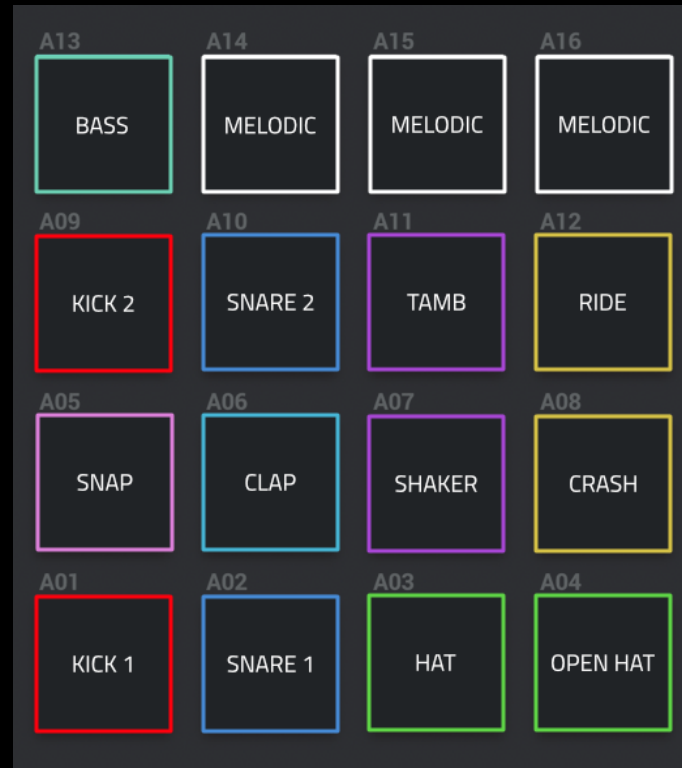 A13 A14 A15 A16
BASS MELODIC MELODIC MELODIC
A09 A10 A11 A12
KICK 2 SNARE 2 TAMB RIDE
A05 A06 A07 A08
SNAP CLAP SHAKER CRASH
A01 A02 A03 A04
KICK 1 SNARE 1 HAT OPEN HAT